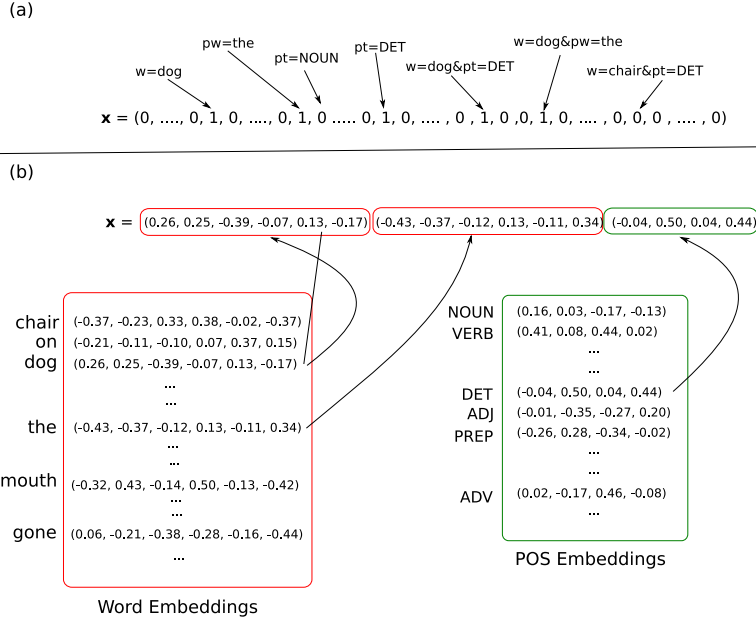 (a)
pw=the
w=dog&pw=the
pt=DET
pt=NOUN
w=dog
w=dog&pt=DET
w=chair&pt=DET
x = (0, ...., 0, 1, 0, ...., 0, 1, 0 ..... 0, 1, 0, .... , 0 , 1, 0 ,0, 1, 0, .... , 0, 0, 0 , .... , 0)
(b)
x = (0.26, 0.25, -0.39, -0.07, 0.13, -0.17) (-0.43, -0.37, -0.12, 0.13, -0.11, 0.34) (-0.04, 0.50, 0.04, 0.44)
chair (-0.37, -0.23, 0.33, 0.38, -0.02, -0.37)
on (-0.21, -0.11, -0.10, 0.07, 0.37, 0.15)
dog (0.26, 0.25, -0.39, -0.07, 0.13, -0.17)
...
...
the (-0.43, -0.37, -0.12, 0.13, -0.11, 0.34)
...
...
mouth (-0.32, 0.43, -0.14, 0.50, -0.13, -0.42)
...
...
gone (0.06, -0.21, -0.38, -0.28, -0.16, -0.44)
...
Word Embeddings
NOUN (0.16, 0.03, -0.17, -0.13)
VERB (0.41, 0.08, 0.44, 0.02)
...
...
DET (-0.04, 0.50, 0.04, 0.44)
ADJ (-0.01, -0.35, -0.27, 0.20)
PREP (-0.26, 0.28, -0.34, -0.02)
...
...
ADV (0.02, -0.17, 0.46, -0.08)
...
POS Embeddings